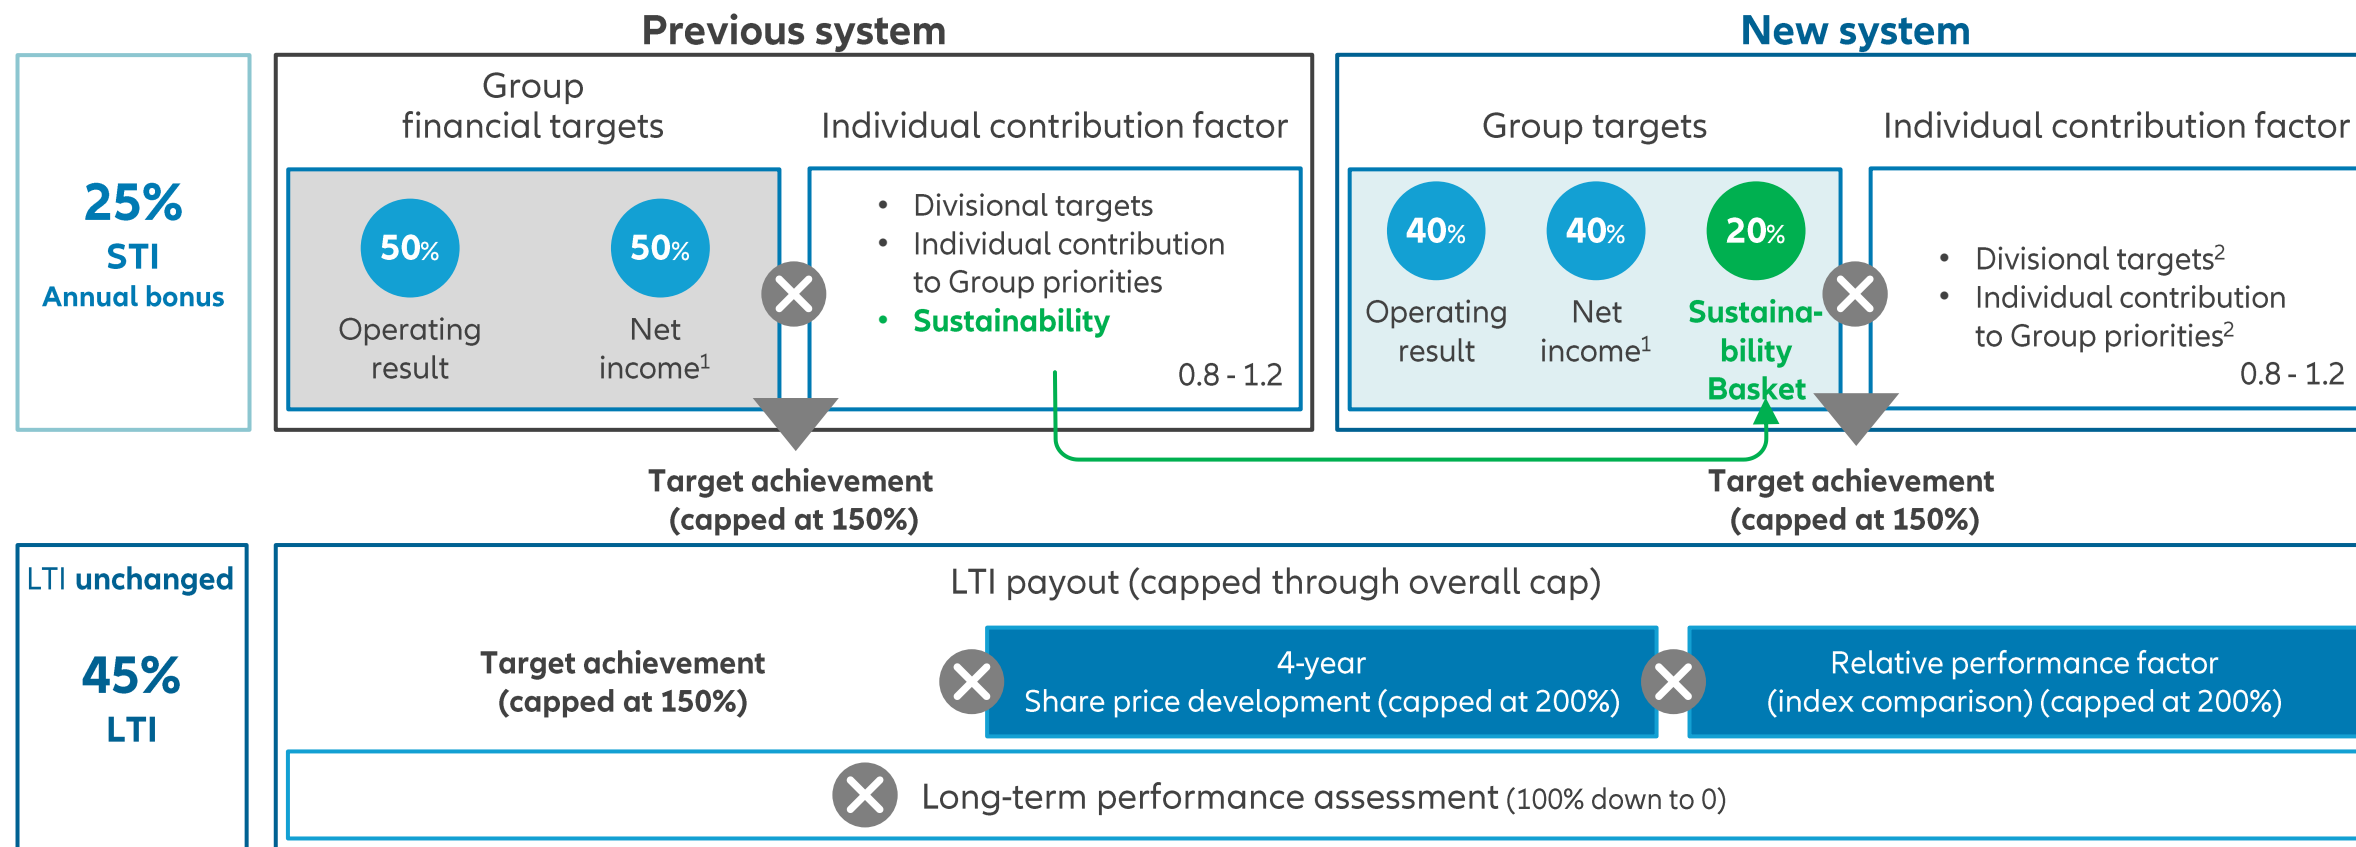 Previous system
New system
25%
STI
Annual bonus
Group
financial targets
50%
Operating
result
50%
Net
income1
Individual contribution factor
• Divisional targets
• Individual contribution
to Group priorities
• Sustainability
0.8 - 1.2
Target achievement
(capped at 150%)
Group targets
40%
Operating
result
40%
Net
income1
20%
Sustaina-
bility
Basket
Individual contribution factor
• Divisional targets2
• Individual contribution
to Group priorities2
0.8 - 1.2
Target achievement
(capped at 150%)
LTI unchanged
45%
LTI
LTI payout (capped through overall cap)
Target achievement
(capped at 150%)
4-year
Share price development (capped at 200%)
Relative performance factor
(index comparison) (capped at 200%)
Long-term performance assessment (100% down to 0)